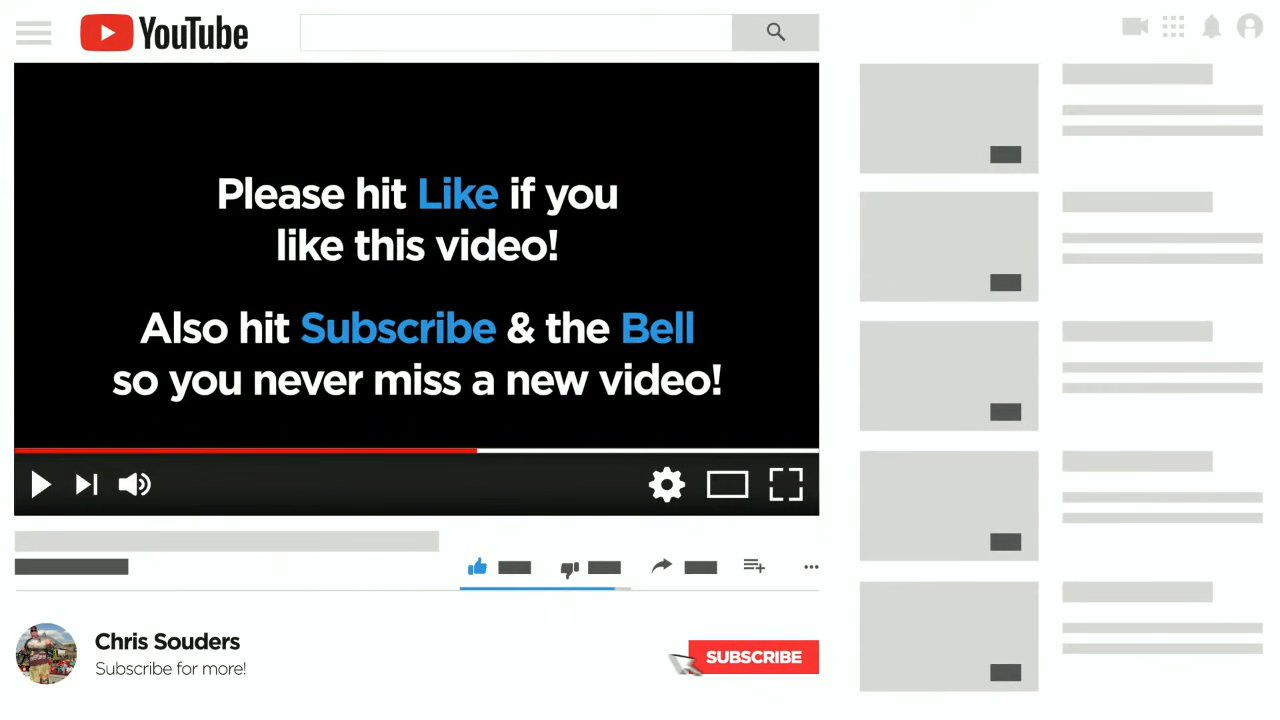 YouTube
Please hit Like if you
like this video!
Also hit Subscribe & the Bell
so you never miss a new video!
Chris Souders
Subscribe for more!
SUBSCRIBE